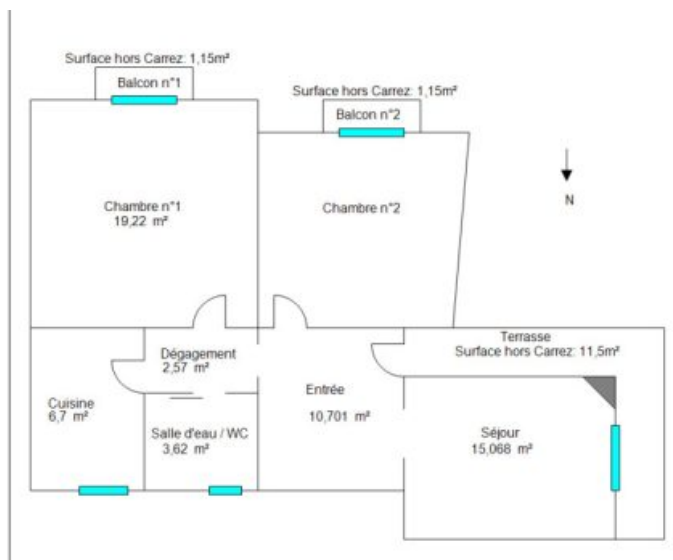 Surface hors Carrez: 1,15m²
Balcon n°1
Surface hors Carrez: 1,15m²
Balcon n°2
Chambre n°1
19,22 m²
Chambre n°2
N
Terrasse
Surface hors Carrez: 11,5m²
Dégagement
2,57 m²
Entrée
10,701 m²
Cuisine
6,7 m²
Salle d'eau / WC
3,62 m²
Séjour
15,068 m²